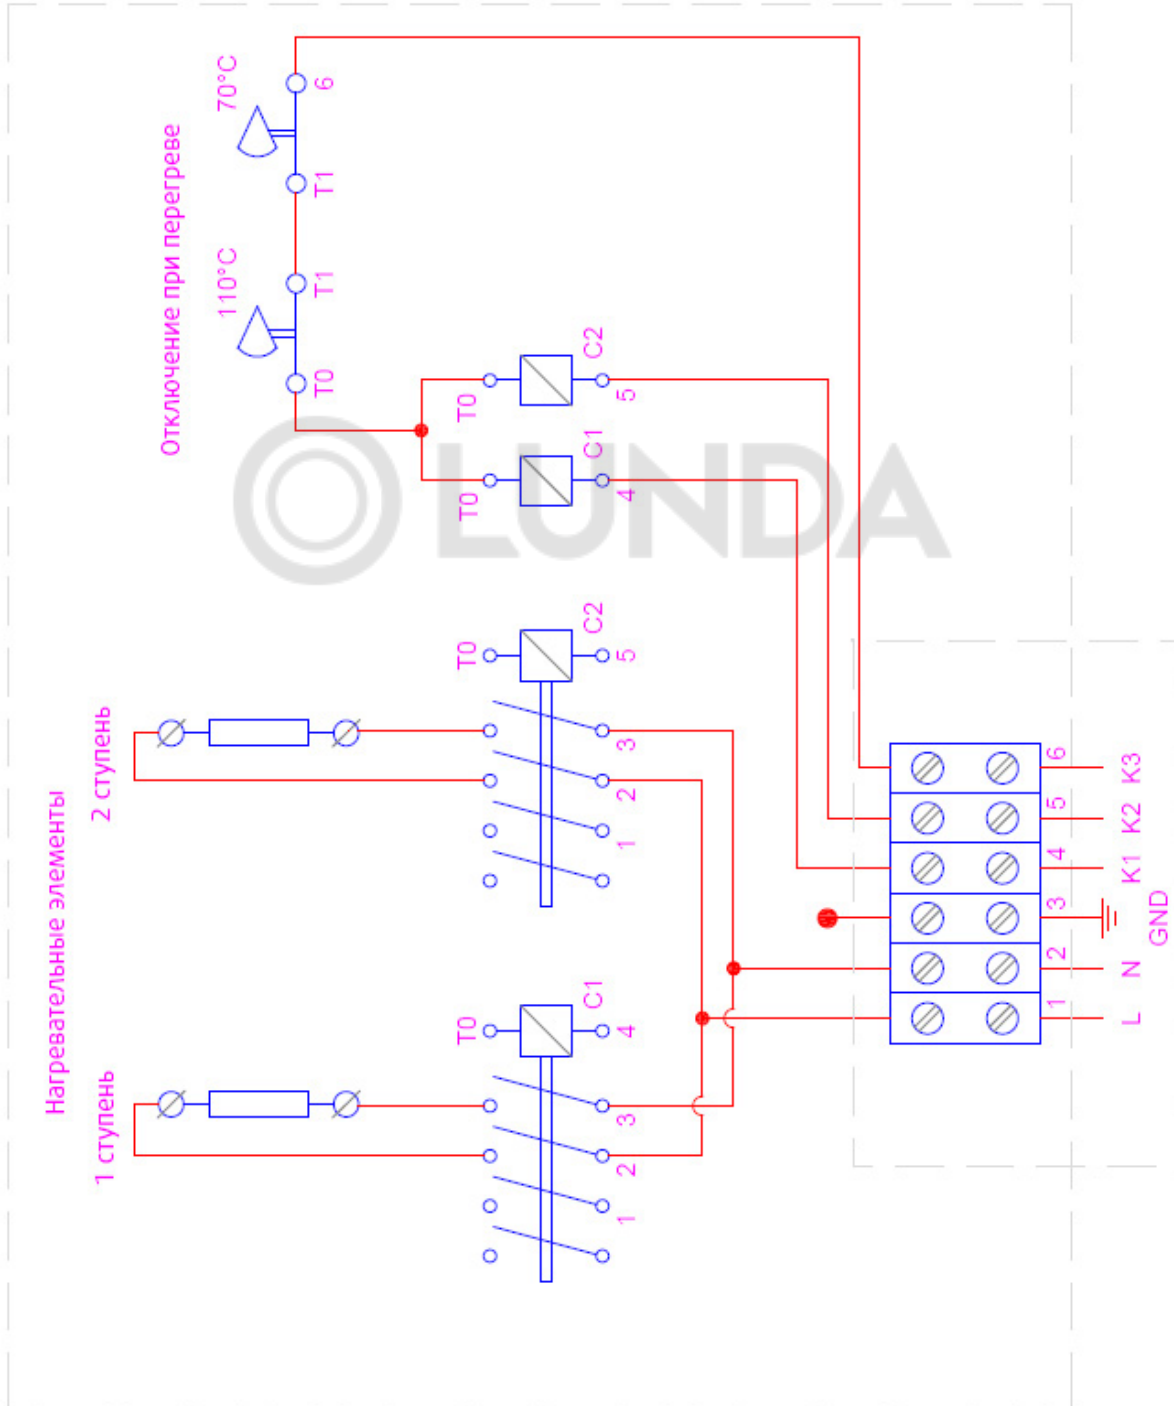 Отключение при перегреве
110°C
70°C
T0
T1
T1
6
T0
C2
5
T0
C1
4
LUNDA
Нагревательные элементы
2 ступень
T0
C2
5
3
2
1
1 ступень
T0
C1
4
3
2
1
6
K3
5
K2
4
K1
3
GND
2
N
1
L